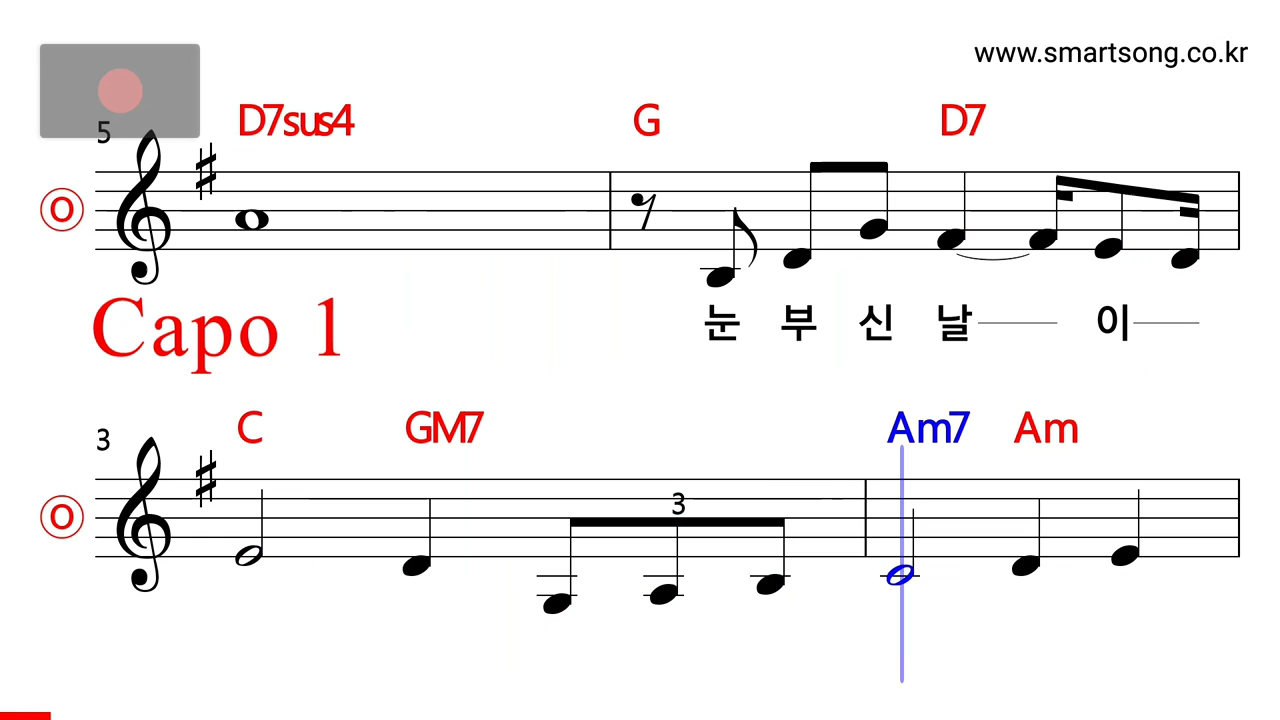 www.smartsong.co.kr
D7sus4 G D7
5
O
눈 부 신 날 이
Capo 1
C GM7 Am7 Am
3
3
O